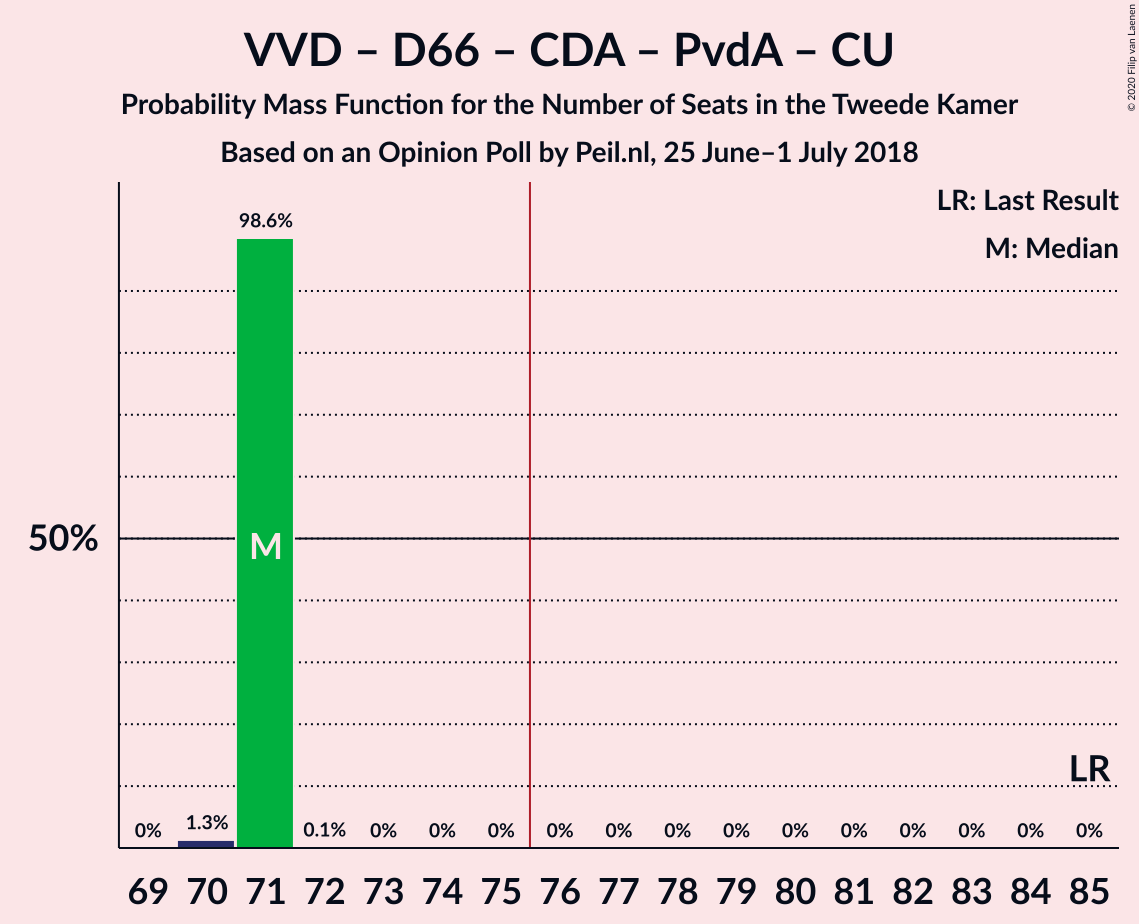 VVD – D66 – CDA – PvdA – CU
Probability Mass Function for the Number of Seats in the Tweede Kamer
Based on an Opinion Poll by Peil.nl, 25 June–1 July 2018
© 2020 Filip van Laenen
LR: Last Result
M: Median
98.6%
50%
M
LR
0% 1.3% 0.1% 0% 0% 0% 0% 0% 0% 0% 0% 0% 0% 0% 0% 0%
69 70 71 72 73 74 75 76 77 78 79 80 81 82 83 84 85